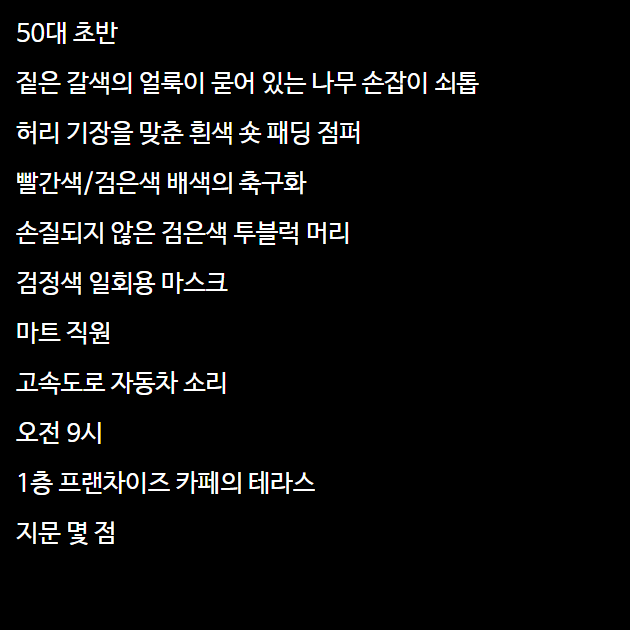 50대 초반
짙은 갈색의 얼룩이 묻어 있는 나무 손잡이 쇠톱
허리 기장을 맞춘 흰색 숏 패딩 점퍼
빨간색/검은색 배색의 축구화
손질되지 않은 검은색 투블럭 머리
검정색 일회용 마스크
마트 직원
고속도로 자동차 소리
오전 9시
1층 프랜차이즈 카페의 테라스
지문 몇 점